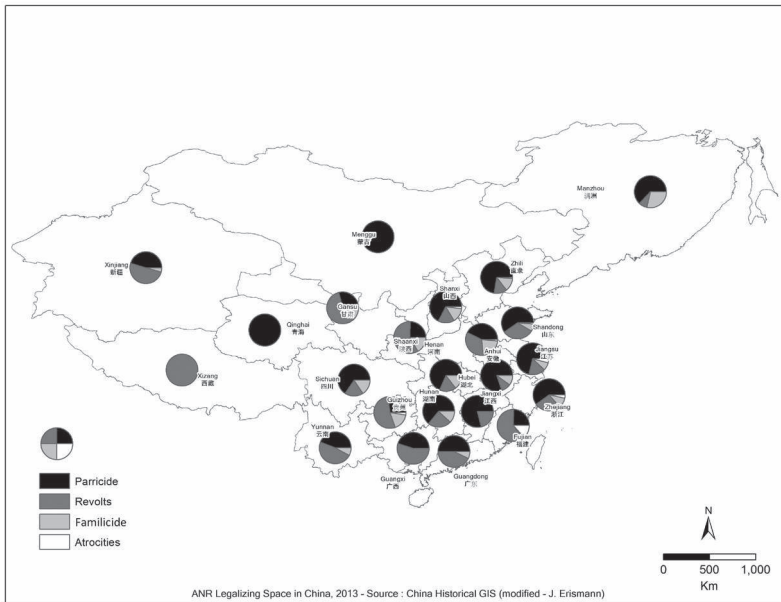 Manzhou
满洲
Menggu
蒙古
Zhili
直隶
Xinjiang
新疆
Shanxi
山西
Gansu
甘肃
Qinghai
青海
Shaanxi
陕西
Henan
河南
Shandong
山东
Anhui
安徽
Jiangsu
江苏
Xizang
西藏
Sichuan
四川
Hubei
湖北
Guizhou
贵州
Hunan
湖南
Jiangxi
江西
Zhejiang
浙江
Yunnan
云南
Fujian
福建
Guangxi
广西
Guangdong
广东
Parricide
Revolts
Familicide
Atrocities
N
0 500 1,000
Km
ANR Legalizing Space in China, 2013 - Source : China Historical GIS (modified - J. Erismann)